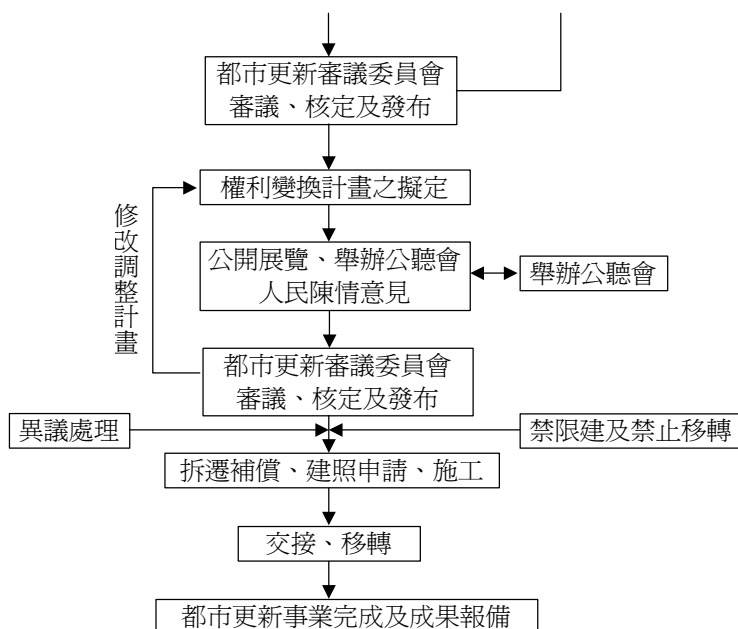 都市更新審議委員會
審議、核定及發布
權利變換計畫之擬定
修改調整計畫
公開展覽、舉辦公聽會
人民陳情意見
舉辦公聽會
都市更新審議委員會
審議、核定及發布
異議處理
禁限建及禁止移轉
拆遷補償、建照申請、施工
交接、移轉
都市更新事業完成及成果報備